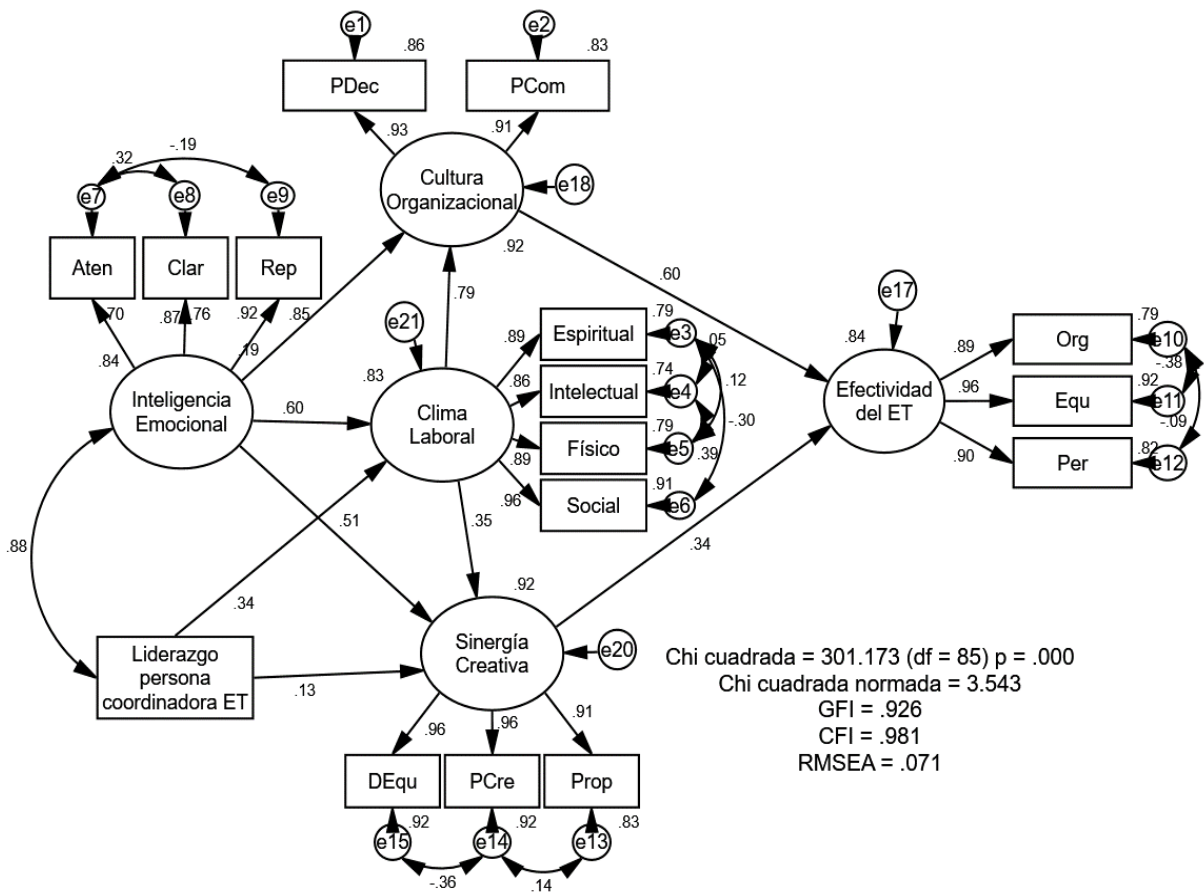 e1
e2
.86
.83
PDec
PCom
.93
.91
-.19
.32
e7
e8
e9
Cultura
Organizacional
e18
.92
Aten
Clar
Rep
.70
.87
.76
.92
.85
.79
.60
e17
e21
.84
.19
.84
.83
Inteligencia
Emocional
.60
Clima
Laboral
.89
.86
.89
.96
Espiritual
.79
e3
.05
Intelectual
.74
e4
.12
-.30
Físico
.79
e5
.39
Social
.91
e6
Efectividad
del ET
.89
.96
.90
Org
.79
e10
-.38
Equ
.92
e11
-.09
Per
.82
e12
.88
.51
.35
.34
.34
.92
Liderazgo
persona
coordinadora ET
.13
Sinergía
Creativa
e20
Chi cuadrada = 301.173 (df = 85) p = .000
Chi cuadrada normada = 3.543
GFI = .926
CFI = .981
RMSEA = .071
.96
.96
.91
DEqu
PCre
Prop
.92
.92
.83
e15
e14
e13
-.36
.14